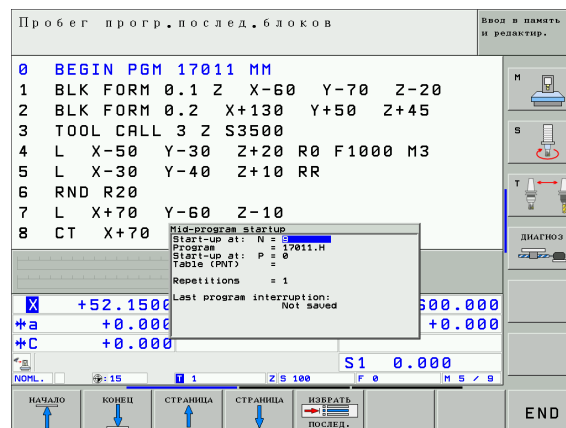 Пробег прогр.послед.блоков
Ввод в память
и редактир.
0 BEGIN PGM 17011 MM
1 BLK FORM 0.1 Z X-60 Y-70 Z-20
2 BLK FORM 0.2 X+130 Y+50 Z+45
3 TOOL CALL 3 Z S3500
4 L X-50 Y-30 Z+20 R0 F1000 M3
5 L X-30 Y-40 Z+10 RR
6 RND R20
7 L X+70 Y-60 Z-10
8 CT X+70
Mid-program startup
Start-up at: N =
Program = 17011.H
Start-up at: P = 0
Table (PNT) =
Repetitions = 1
Last program interruption:
Not saved
M
S
T
ДИАГНОЗ
X +52.1500 500.000
a +0.000 +0.000
C +0.000
S1 0.000
NOML. :15 T 1 Z S 100 F 0 M 5 / 9
НАЧАЛО
КОНЕЦ
СТРАНИЦА
СТРАНИЦА
ИЗБРАТЬ
ПОСЛЕД.
END